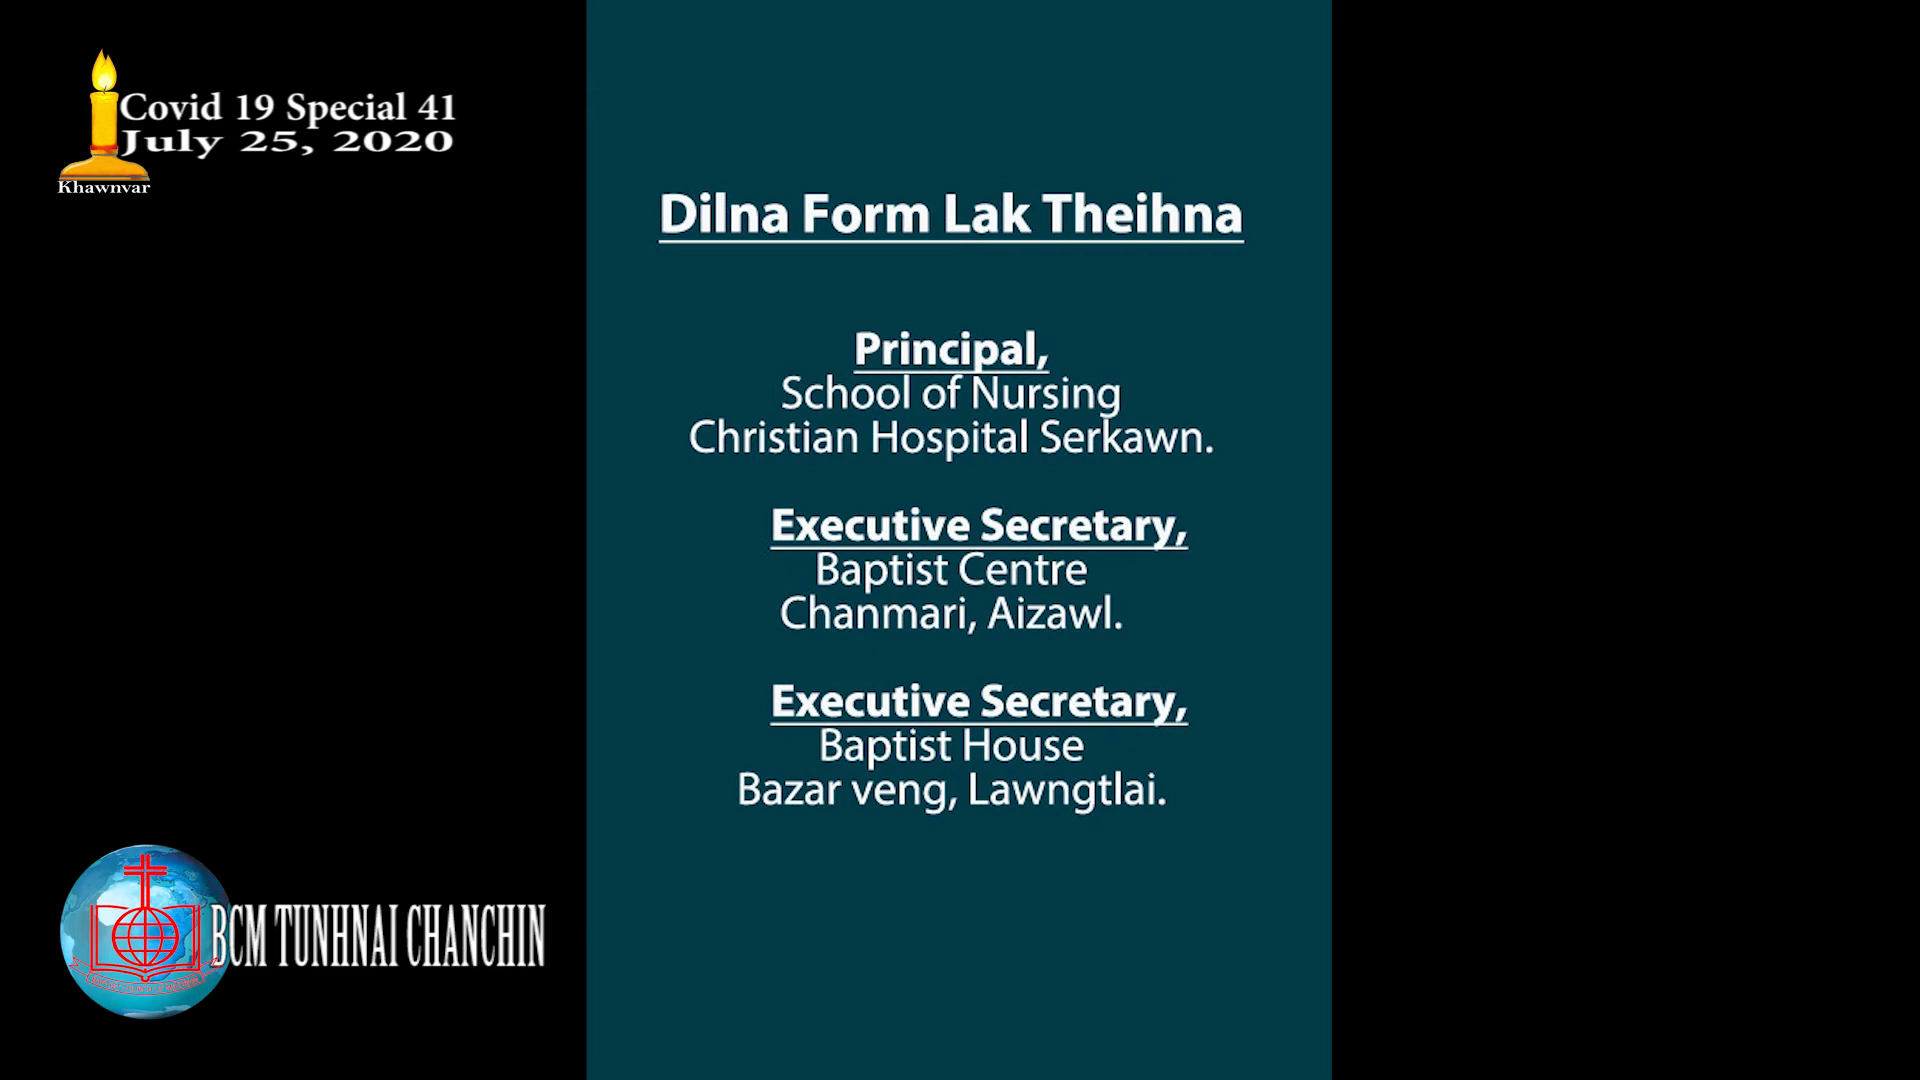 Covid 19 Special 41
July 25, 2020
Khawnvar
Dilna Form Lak Theihna
Principal,
School of Nursing
Christian Hospital Serkawn.
Executive Secretary,
Baptist Centre
Chanmari, Aizawl.
Executive Secretary,
Baptist House
Bazar veng, Lawngtlai.
BCM TUNHNAI CHANCHIN